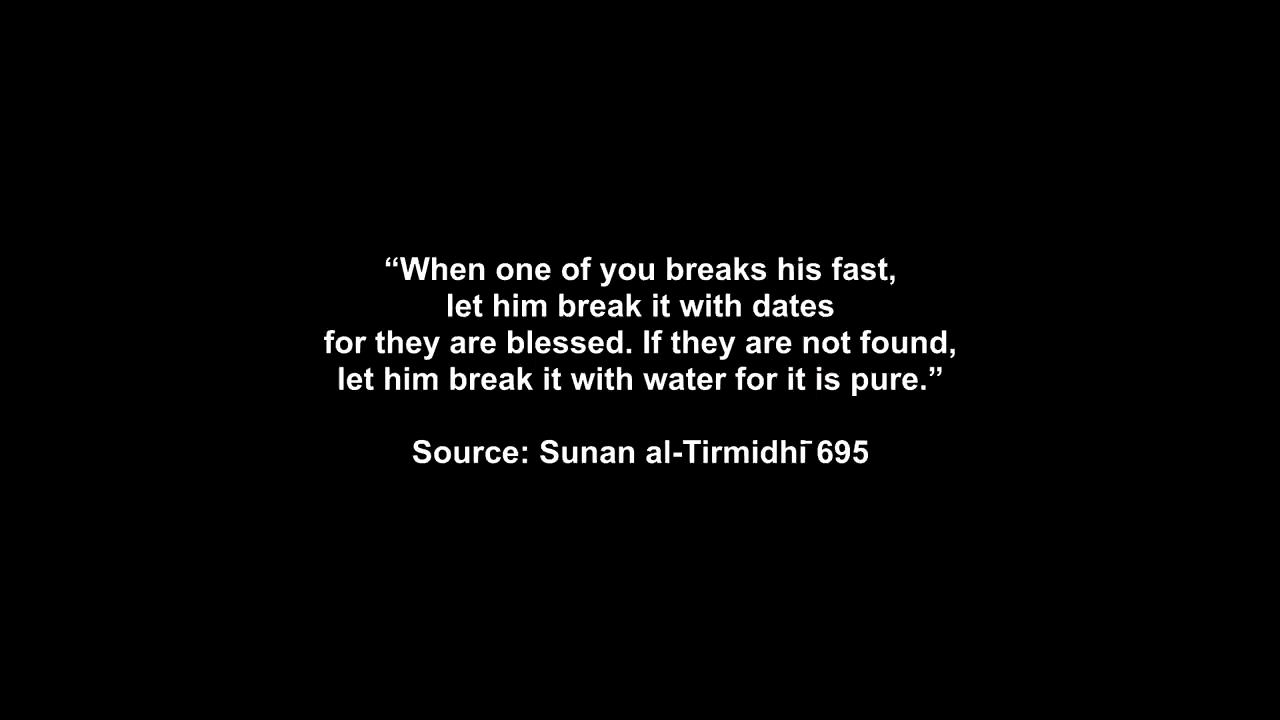 “When one of you breaks his fast,
let him break it with dates
for they are blessed. If they are not found,
let him break it with water for it is pure.”
Source: Sunan al-Tirmidhī 695